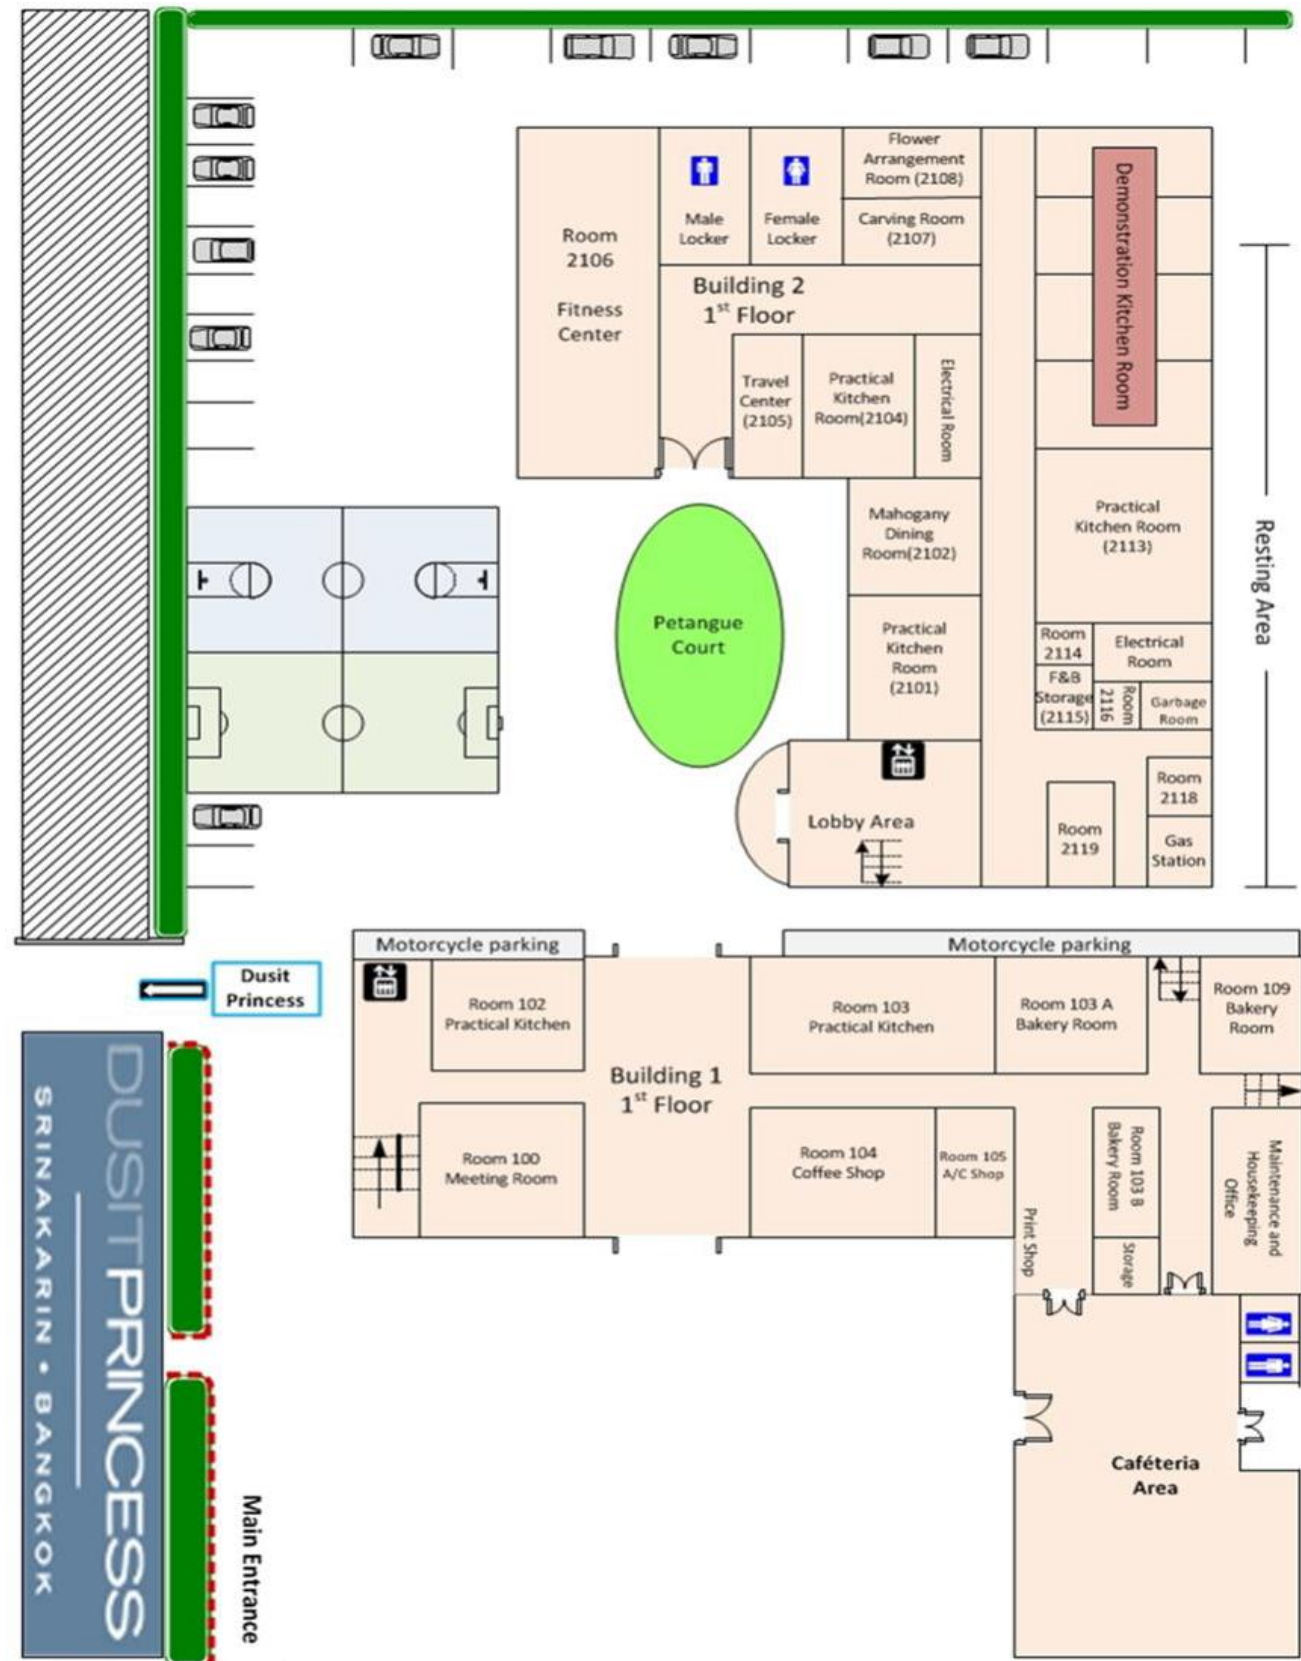 Flower
Arrangement
Room (2108)
Male
Locker
Female
Locker
Carving Room
(2107)
Demonstration Kitchen Room
Room
2106
Fitness
Center
Building 2
1st Floor
Travel
Center
(2105)
Practical
Kitchen
Room(2104)
Electrical Room
Mahogany
Dining
Room(2102)
Practical
Kitchen Room
(2113)
Resting Area
Petangue
Court
Practical
Kitchen
Room
(2101)
Room
2114
Electrical
Room
F&B
Storage
(2115)
Room
2116
Garbage
Room
Lobby Area
Room
2119
Room
2118
Gas
Station
Motorcycle parking
Motorcycle parking
Dusit
Princess
Room 102
Practical Kitchen
Room 103
Practical Kitchen
Room 103 A
Bakery Room
Room 109
Bakery
Room
Building 1
1st Floor
Room 100
Meeting Room
Room 104
Coffee Shop
Room 105
A/C Shop
Print Shop
Room 103 B
Bakery Room
Storage
Maintenance and
Housekeeping
Office
Caféteria
Area
DUSITPRINCESS
SRINAKARIN • BANGKOK
Main Entrance